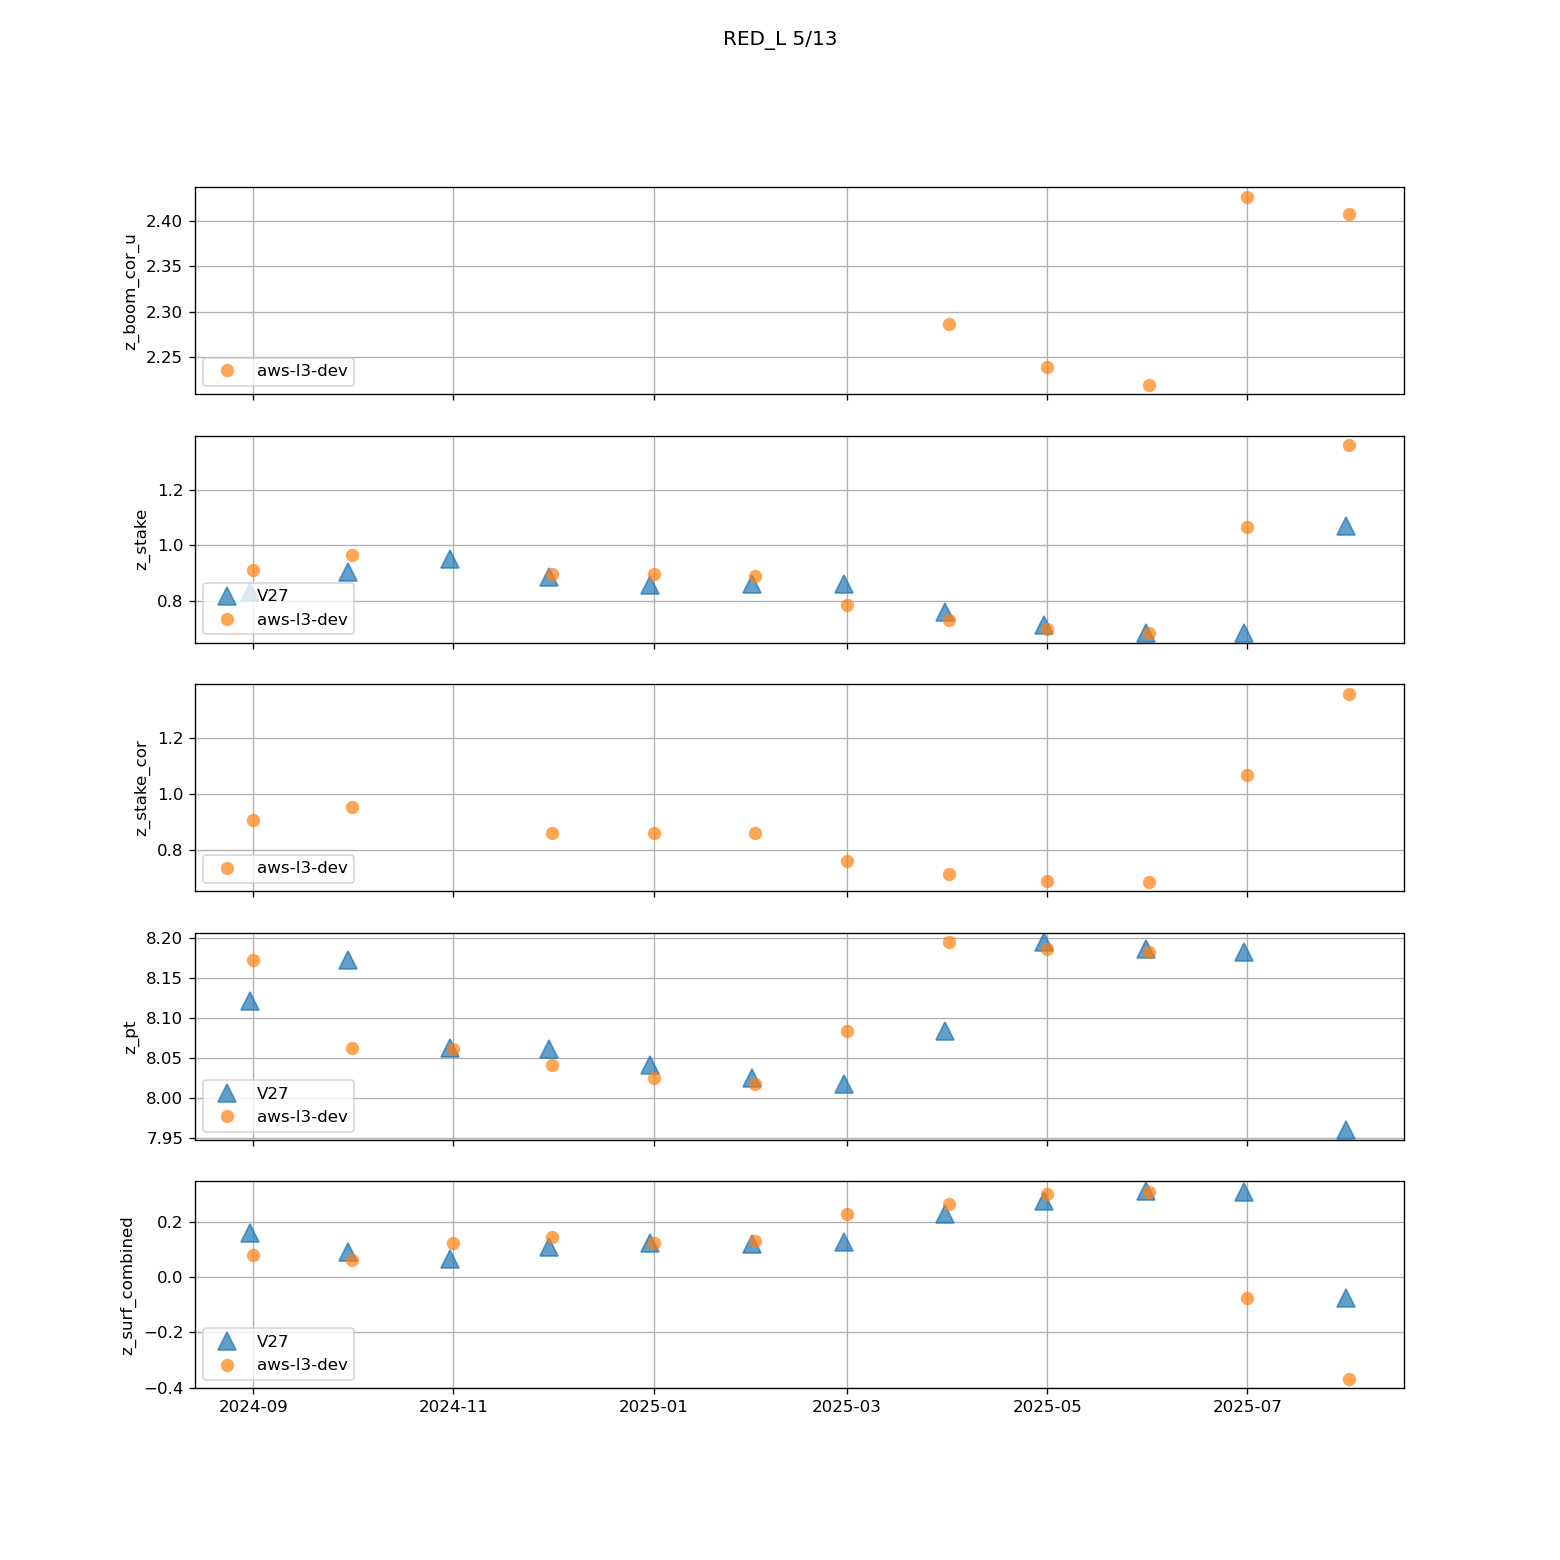 RED_L 5/13
z_boom_cor_u
2.40
2.35
2.30
2.25
aws-l3-dev
z_stake
1.2
1.0
0.8
V27
aws-l3-dev
z_stake_cor
1.2
1.0
0.8
aws-l3-dev
z_pt
8.20
8.15
8.10
8.05
8.00
7.95
V27
aws-l3-dev
z_surf_combined
0.2
0.0
−0.2
−0.4
V27
aws-l3-dev
2024-09 2024-11 2025-01 2025-03 2025-05 2025-07